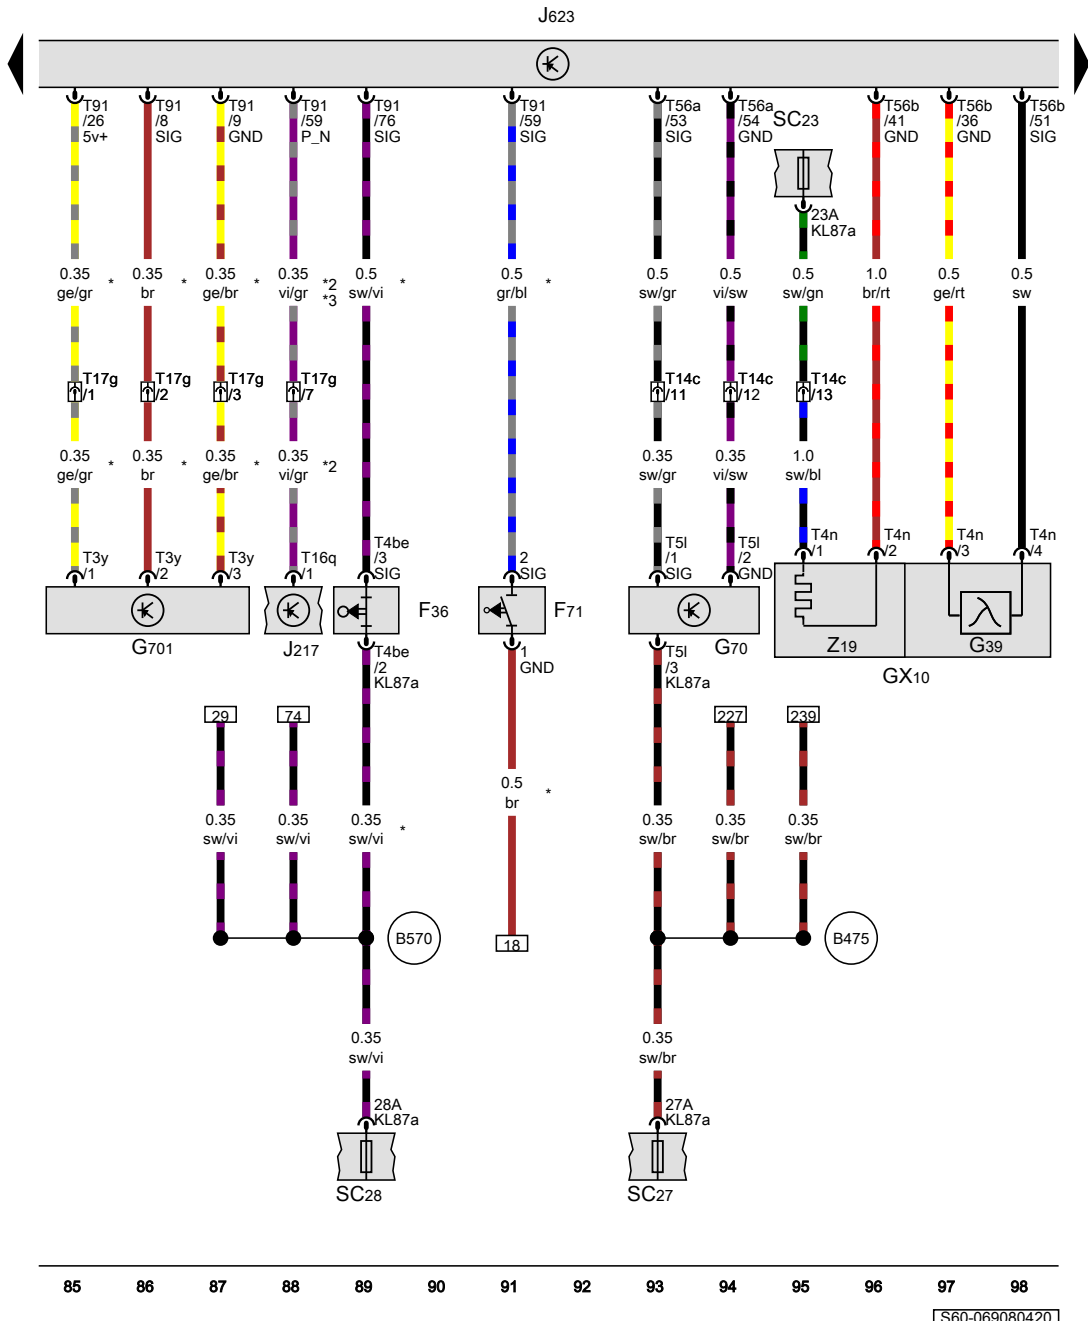 J623
T91 T91 T91 T91 T91 T91 T56a T56a T56b T56b T56b
/26 /8 /9 /59 /76 /59 /53 /54 SC23 /41 /36 /51
5v+ SIG GND P_N SIG SIG SIG GND GND GND SIG
23A
KL87a
0.35 0.35 0.35 0.35 0.5 0.5 0.5 0.5 0.5 1.0 0.5 0.5
ge/gr * br * ge/br * vi/gr *2 sw/vi * gr/bl * sw/gr vi/sw sw/gn br/rt ge/rt sw
*3
T17g T17g T17g T17g T14c T14c T14c
/1 /2 /3 /7 /11 /12 /13
0.35 0.35 0.35 0.35 0.35 0.35 1.0
ge/gr * br * ge/br * vi/gr *2 sw/gr vi/sw sw/bl
T3y T3y T3y T16q T4be 2 T5l T5l T4n T4n T4n T4n
/1 /2 /3 /1 /3 SIG /1 /2 /1 /2 /3 /4
SIG SIG GND
F36 F71
G701 J217 G70 Z19 G39
T4be 1 T5l GX10
/2 GND /3
KL87a KL87a
29 74 227 239
0.5
br *
0.35 0.35 0.35 0.35 0.35 0.35
sw/vi sw/vi sw/vi * sw/br sw/br sw/br
B570 18 B475
0.35 0.35
sw/vi sw/br
28A 27A
KL87a KL87a
SC28 SC27
85 86 87 88 89 90 91 92 93 94 95 96 97 98
S60-069080420